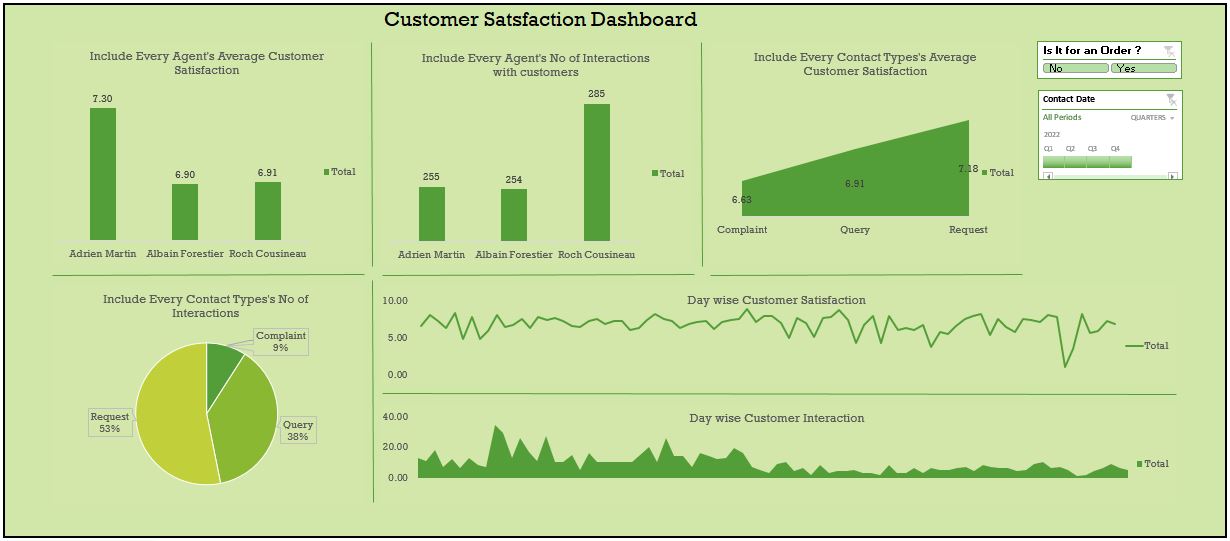 Customer Satsfaction Dashboard
Include Every Agent's Average Customer
Satisfaction
7.30
6.90
6.91
Total
Adrien Martin
Albain Forestier
Roch Cousineau
Include Every Agent's No of Interactions
with customers
255
254
285
Total
Adrien Martin
Albain Forestier
Roch Cousineau
Include Every Contact Types's Average
Customer Satisfaction
6.63
6.91
7.18
Total
Complaint
Query
Request
Is It for an Order ?
No
Yes
Contact Date
All Periods
QUARTERS
2022
Q1
Q2
Q3
Q4
Include Every Contact Types's No of
Interactions
Complaint
9%
Request
53%
Query
38%
Day wise Customer Satisfaction
10.00
5.00
0.00
Total
Day wise Customer Interaction
40.00
20.00
0.00
Total